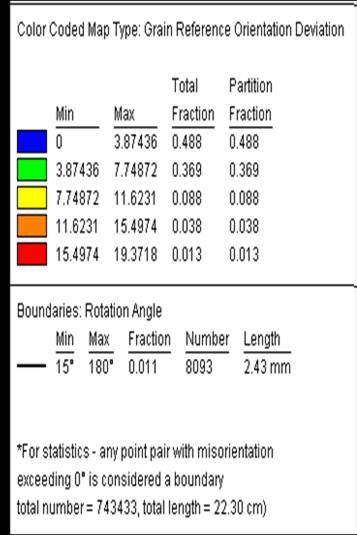 Color Coded Map Type: Grain Reference Orientation Deviation
Total Partition
Min Max Fraction Fraction
0 3.87436 0.488 0.488
3.87436 7.74872 0.369 0.369
7.74872 11.6231 0.088 0.088
11.6231 15.4974 0.038 0.038
15.4974 19.3718 0.013 0.013
Boundaries: Rotation Angle
Min Max Fraction Number Length
15° 180° 0.011 8093 2.43 mm
*For statistics - any point pair with misorientation
exceeding 0° is considered a boundary
total number = 743433, total length = 22.30 cm)